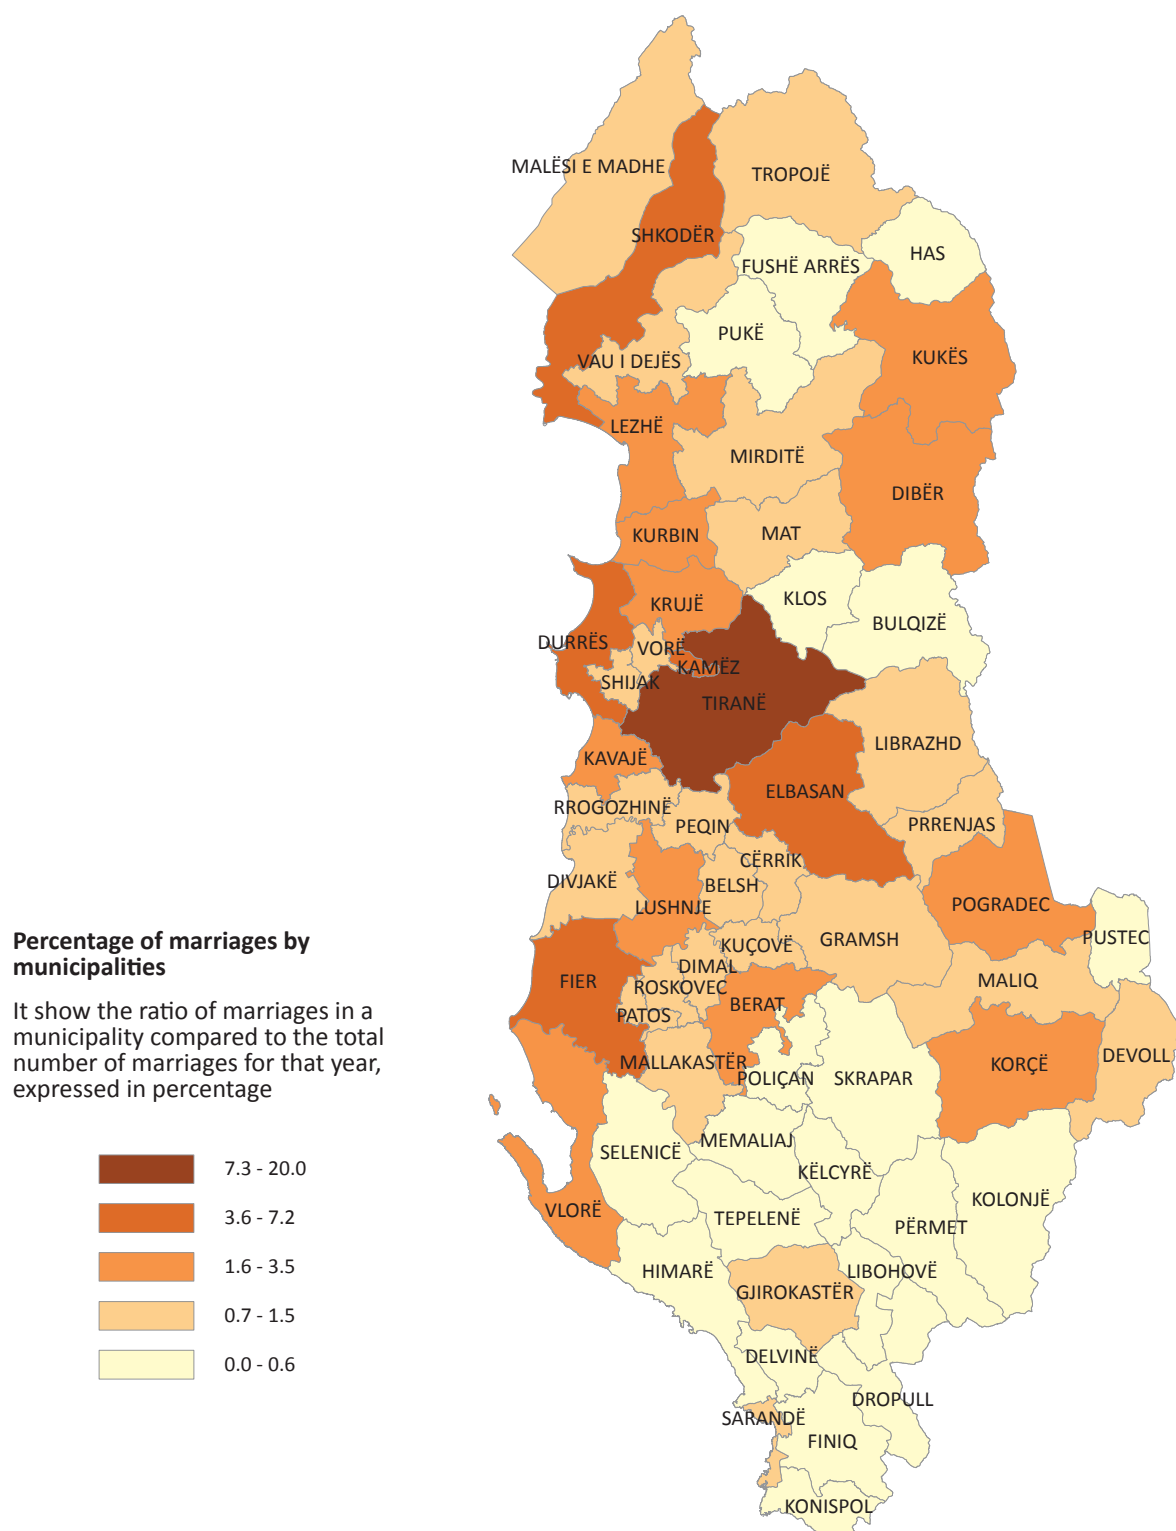 MALËSI E MADHE
TROPOJË
SHKODËR
HAS
FUSHË ARRËS
PUKË
KUKËS
VAU I DEJËS
LEZHË
MIRDITË
DIBËR
KURBIN
MAT
KLOS
KRUJË
BULQIZË
DURRËS
VORË
KAMËZ
SHIJAK
TIRANË
LIBRAZHD
KAVAJË
ELBASAN
RROGOZHINË
PEQIN
PRRENJAS
CËRRIK
DIVJAKË
BELSH
LUSHNJE
POGRADEC
PUSTEC
KUÇOVË
GRAMSH
DIMAL
FIER
ROSKOVEC
MALIQ
BERAT
PATOS
DEVOLL
MALLAKASTËR
KORÇË
POLIÇAN
SKRAPAR
MEMALIAJ
SELENICË
KËLCYRË
KOLONJË
VLORË
TEPELENË
PËRMET
HIMARË
LIBOHOVË
GJIROKASTËR
DELVINË
DROPULL
SARANDË
FINIQ
KONISPOL
Percentage of marriages by
municipalities
It show the ratio of marriages in a
municipality compared to the total
number of marriages for that year,
expressed in percentage
7.3 - 20.0
3.6 - 7.2
1.6 - 3.5
0.7 - 1.5
0.0 - 0.6